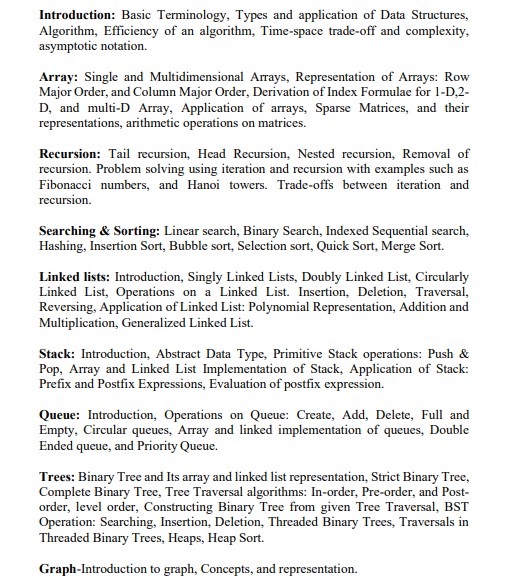 Introduction: Basic Terminology, Types and application of Data Structures,
Algorithm, Efficiency of an algorithm, Time-space trade-off and complexity,
asymptotic notation.
Array: Single and Multidimensional Arrays, Representation of Arrays: Row
Major Order, and Column Major Order, Derivation of Index Formulae for 1-D,2-
D, and multi-D Array, Application of arrays, Sparse Matrices, and their
representations, arithmetic operations on matrices.
Recursion: Tail recursion, Head Recursion, Nested recursion, Removal of
recursion. Problem solving using iteration and recursion with examples such as
Fibonacci numbers, and Hanoi towers. Trade-offs between iteration and
recursion.
Searching & Sorting: Linear search, Binary Search, Indexed Sequential search,
Hashing, Insertion Sort, Bubble sort, Selection sort, Quick Sort, Merge Sort.
Linked lists: Introduction, Singly Linked Lists, Doubly Linked List, Circularly
Linked List, Operations on a Linked List. Insertion, Deletion, Traversal,
Reversing, Application of Linked List: Polynomial Representation, Addition and
Multiplication, Generalized Linked List.
Stack: Introduction, Abstract Data Type, Primitive Stack operations: Push &
Pop, Array and Linked List Implementation of Stack, Application of Stack:
Prefix and Postfix Expressions, Evaluation of postfix expression.
Queue: Introduction, Operations on Queue: Create, Add, Delete, Full and
Empty, Circular queues, Array and linked implementation of queues, Double
Ended queue, and Priority Queue.
Trees: Binary Tree and Its array and linked list representation, Strict Binary Tree,
Complete Binary Tree, Tree Traversal algorithms: In-order, Pre-order, and Post-
order, level order, Constructing Binary Tree from given Tree Traversal, BST
Operation: Searching, Insertion, Deletion, Threaded Binary Trees, Traversals in
Threaded Binary Trees, Heaps, Heap Sort.
Graph-Introduction to graph, Concepts, and representation.